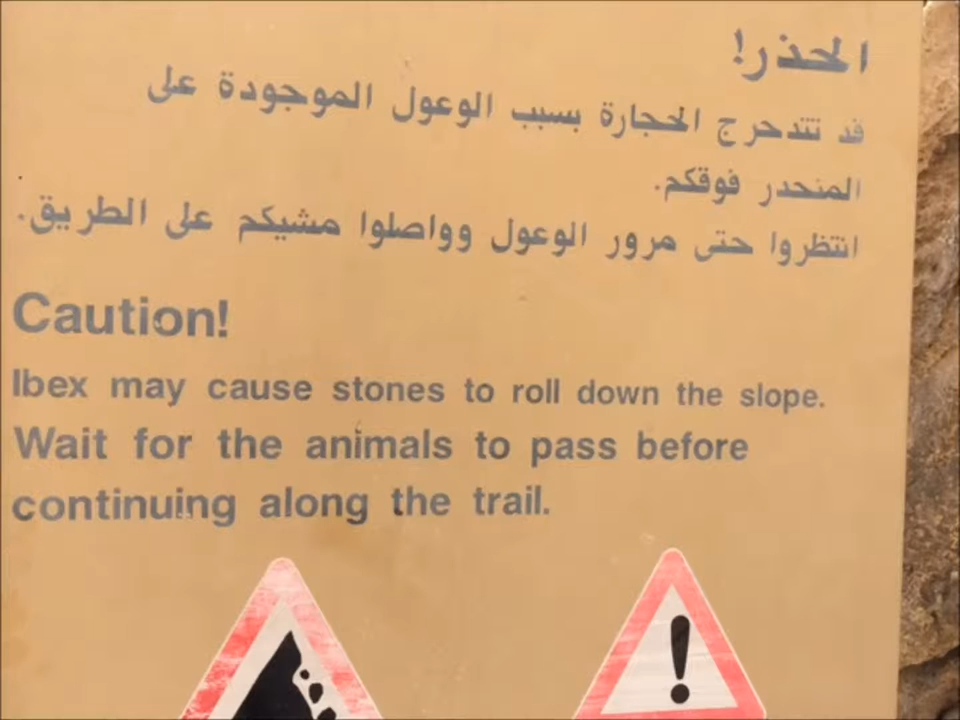 الحذر!
قد تتدحرج الحجارة بسبب الوعول الموجودة على
المنحدر فوقكم.
انتظروا حتى مرور الوعول وواصلوا مشيكم على الطريق.
Caution!
Ibex may cause stones to roll down the slope.
Wait for the animals to pass before
continuing along the trail.
!